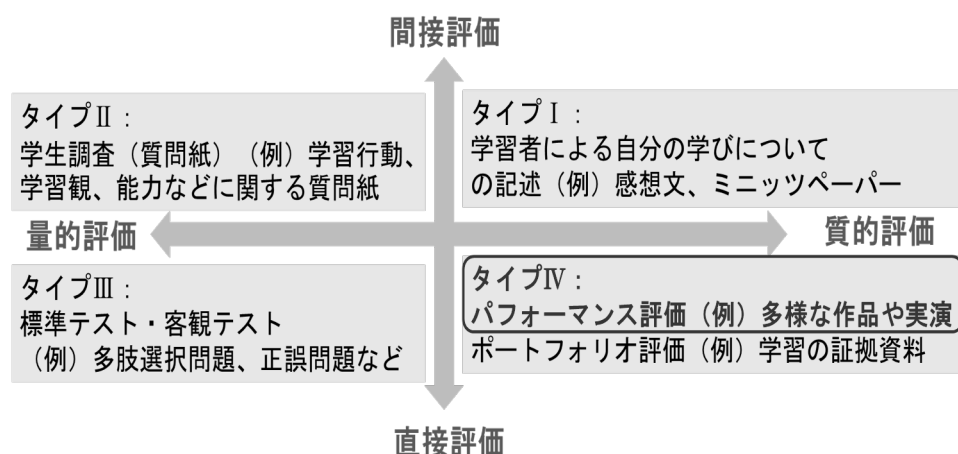 間接評価
タイプⅡ：
学生調査（質問紙）（例）学習行動、
学習観、能力などに関する質問紙
タイプⅠ：
学習者による自分の学びについて
の記述（例）感想文、ミニッツペーパー
量的評価
質的評価
タイプⅢ：
標準テスト・客観テスト
（例）多肢選択問題、正誤問題など
タイプⅣ：
パフォーマンス評価（例）多様な作品や実演
ポートフォリオ評価（例）学習の証拠資料
直接評価